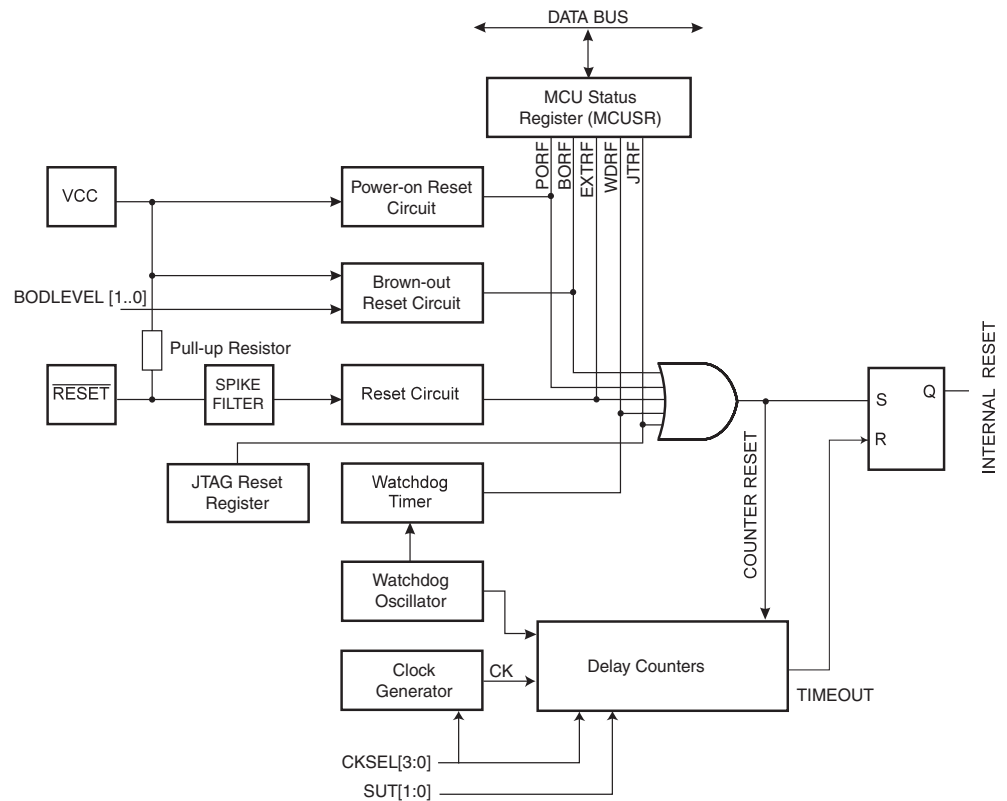 DATA BUS
MCU Status
Register (MCUSR)
PORF
BORF
EXTRF
WDRF
JTRF
VCC
Power-on Reset
Circuit
Brown-out
Reset Circuit
BODLEVEL [1..0]
Pull-up Resistor
RESET
SPIKE
FILTER
Reset Circuit
JTAG Reset
Register
Watchdog
Timer
Watchdog
Oscillator
Clock
Generator
CK
Delay Counters
CKSEL[3:0]
SUT[1:0]
COUNTER RESET
TIMEOUT
S
R
Q
INTERNAL RESET